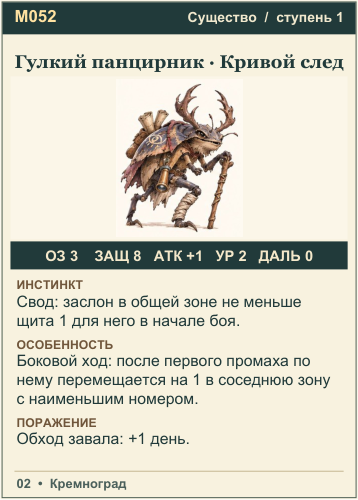 М052
Существо / ступень 1
Гулкий панцирник · Кривой след
ОЗ 3 ЗАЩ 8 АТК +1 УР 2 ДАЛЬ 0
ИНСТИНКТ
Свод: заслон в общей зоне не меньше
щита 1 для него в начале боя.
ОСОБЕННОСТЬ
Боковой ход: после первого промаха по
нему перемещается на 1 в соседнюю зону
с наименьшим номером.
ПОРАЖЕНИЕ
Обход завала: +1 день.
02 • Кремноград